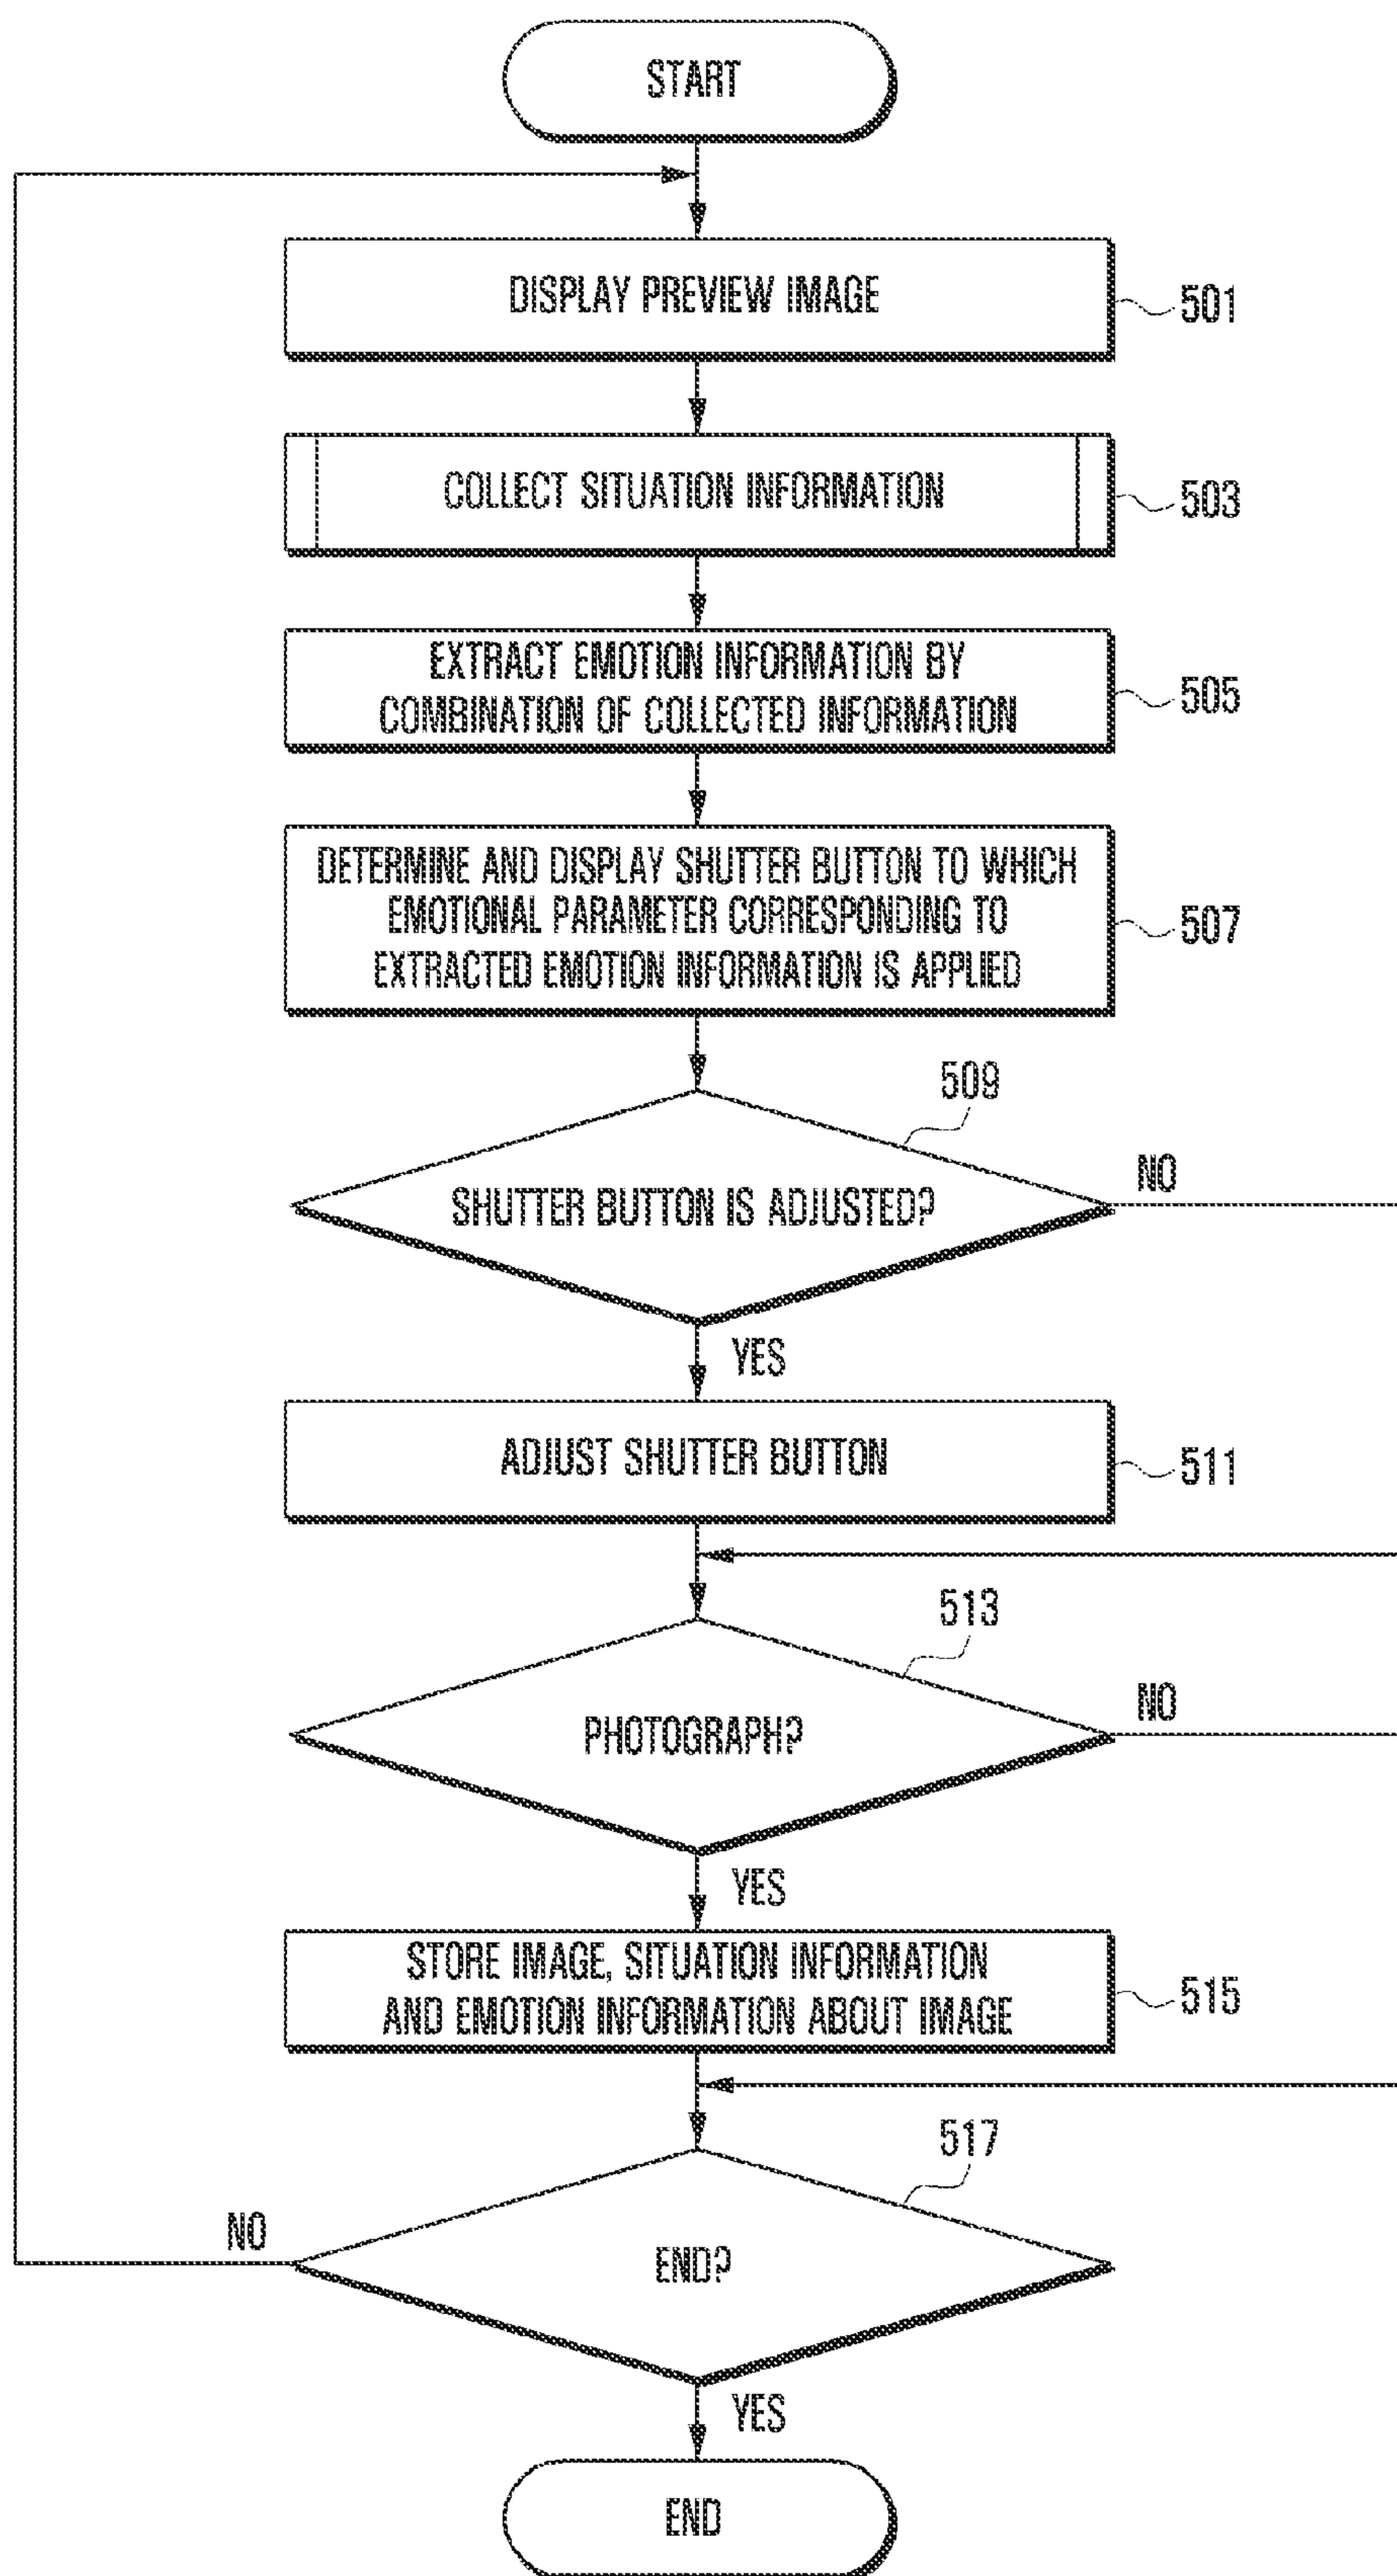 START
DISPLAY PREVIEW IMAGE
501
COLLECT SITUATION INFORMATION
503
EXTRACT EMOTION INFORMATION BY
COMBINATION OF COLLECTED INFORMATION
505
DETERMINE AND DISPLAY SHUTTER BUTTON TO WHICH
EMOTIONAL PARAMETER CORRESPONDING TO
EXTRACTED EMOTION INFORMATION IS APPLIED
507
509
SHUTTER BUTTON IS ADJUSTED?
NO
YES
ADJUST SHUTTER BUTTON
511
513
PHOTOGRAPH?
NO
YES
STORE IMAGE, SITUATION INFORMATION
AND EMOTION INFORMATION ABOUT IMAGE
515
517
NO
END?
YES
END